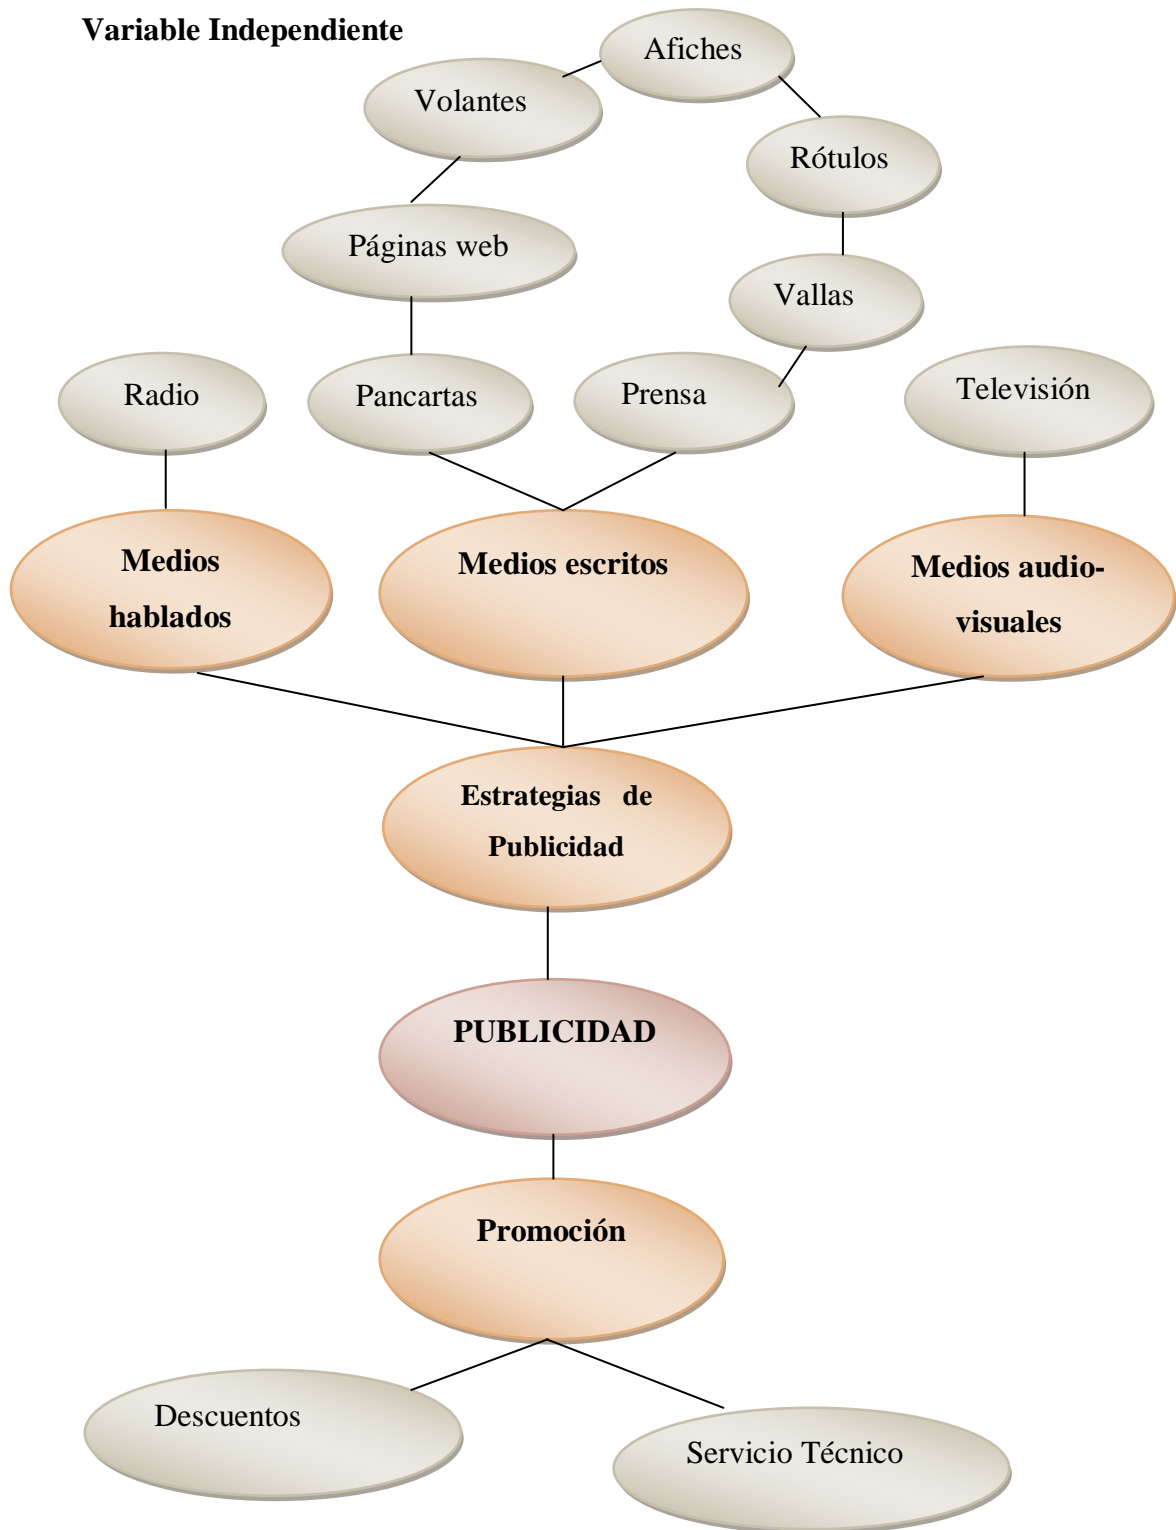 Variable Independiente
Afiches
Volantes
Rótulos
Páginas web
Vallas
Radio
Pancartas
Prensa
Televisión
Medios
hablados
Medios escritos
Medios audio-
visuales
Estrategias de
Publicidad
PUBLICIDAD
Promoción
Descuentos
Servicio Técnico